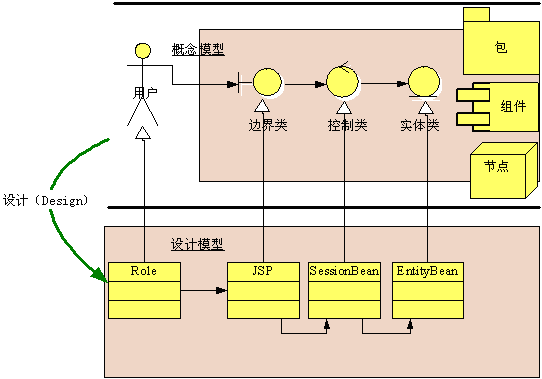 概念模型
包
用户
边界类
控制类
实体类
组件
节点
设计（Design）
设计模型
Role
JSP
SessionBean
EntityBean